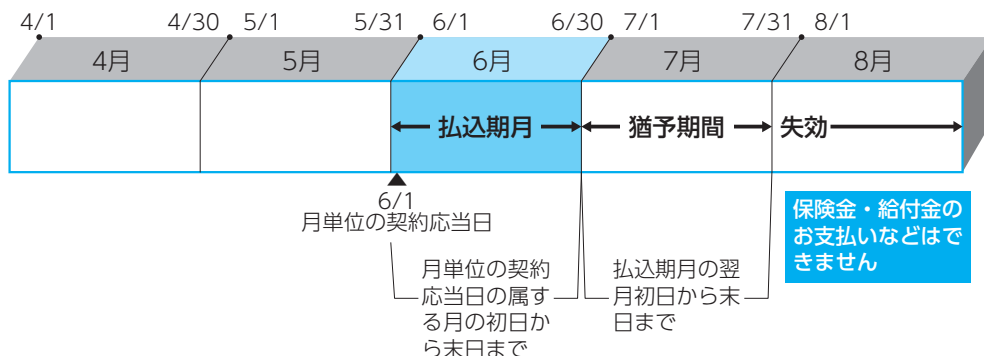 4/1 4/30 5/1 5/31 6/1 6/30 7/1 7/31 8/1
4月 5月 6月 7月 8月
払込期月 猶予期間 失効
6/1
月単位の契約応当日
保険金・給付金の
お支払いなどはで
きません
月単位の契約
応当日の属す
る月の初日か
ら末日まで
払込期月の翌
月初日から末
日まで